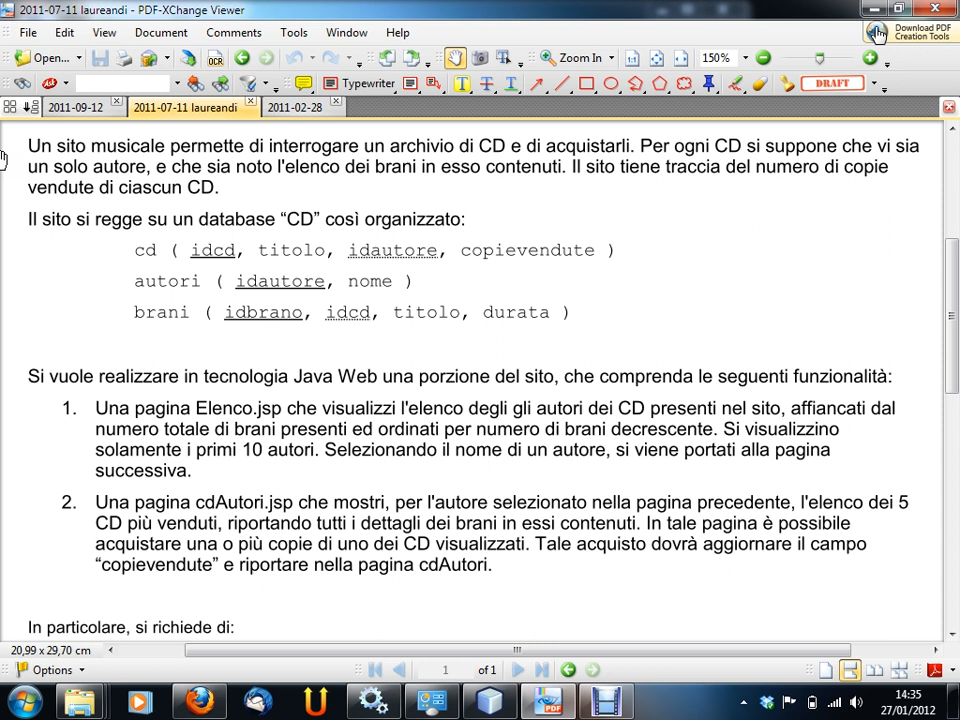 2011-07-11 laureandi - PDF-XChange Viewer
File Edit View Document Comments Tools Window Help
Download PDF
Creation Tools
Open... OCR Zoom In 150%
Typewriter DRAFT
2011-09-12 2011-07-11 laureandi 2011-02-28
Un sito musicale permette di interrogare un archivio di CD e di acquistarli. Per ogni CD si suppone che vi sia
un solo autore, e che sia noto l'elenco dei brani in esso contenuti. Il sito tiene traccia del numero di copie
vendute di ciascun CD.
Il sito si regge su un database “CD” così organizzato:
cd ( idcd, titolo, idautore, copievendute )
autori ( idautore, nome )
brani ( idbrano, idcd, titolo, durata )
Si vuole realizzare in tecnologia Java Web una porzione del sito, che comprenda le seguenti funzionalità:
1. Una pagina Elenco.jsp che visualizzi l'elenco degli gli autori dei CD presenti nel sito, affiancati dal
numero totale di brani presenti ed ordinati per numero di brani decrescente. Si visualizzino
solamente i primi 10 autori. Selezionando il nome di un autore, si viene portati alla pagina
successiva.
2. Una pagina cdAutori.jsp che mostri, per l'autore selezionato nella pagina precedente, l'elenco dei 5
CD più venduti, riportando tutti i dettagli dei brani in essi contenuti. In tale pagina è possibile
acquistare una o più copie di uno dei CD visualizzati. Tale acquisto dovrà aggiornare il campo
“copievendute” e riportare nella pagina cdAutori.
In particolare, si richiede di:
20,99 x 29,70 cm
Options 1 of 1
14:35
27/01/2012